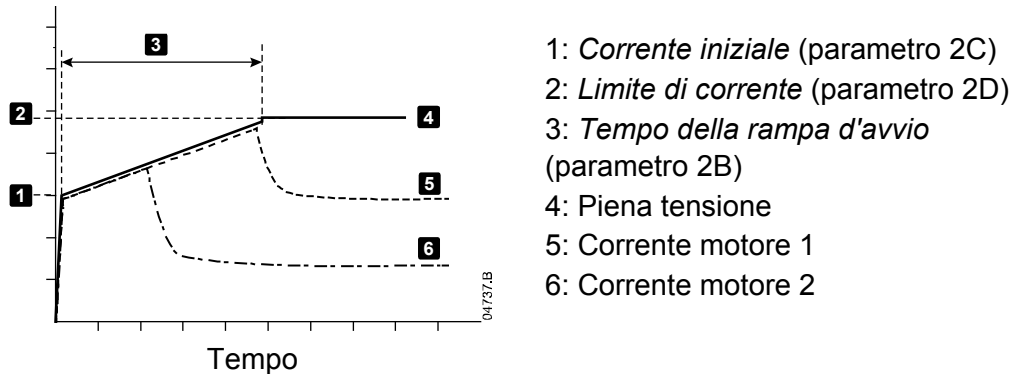 3
2
4
1
5
6
04737.B
Tempo
1: Corrente iniziale (parametro 2C)
2: Limite di corrente (parametro 2D)
3: Tempo della rampa d'avvio
(parametro 2B)
4: Piena tensione
5: Corrente motore 1
6: Corrente motore 2